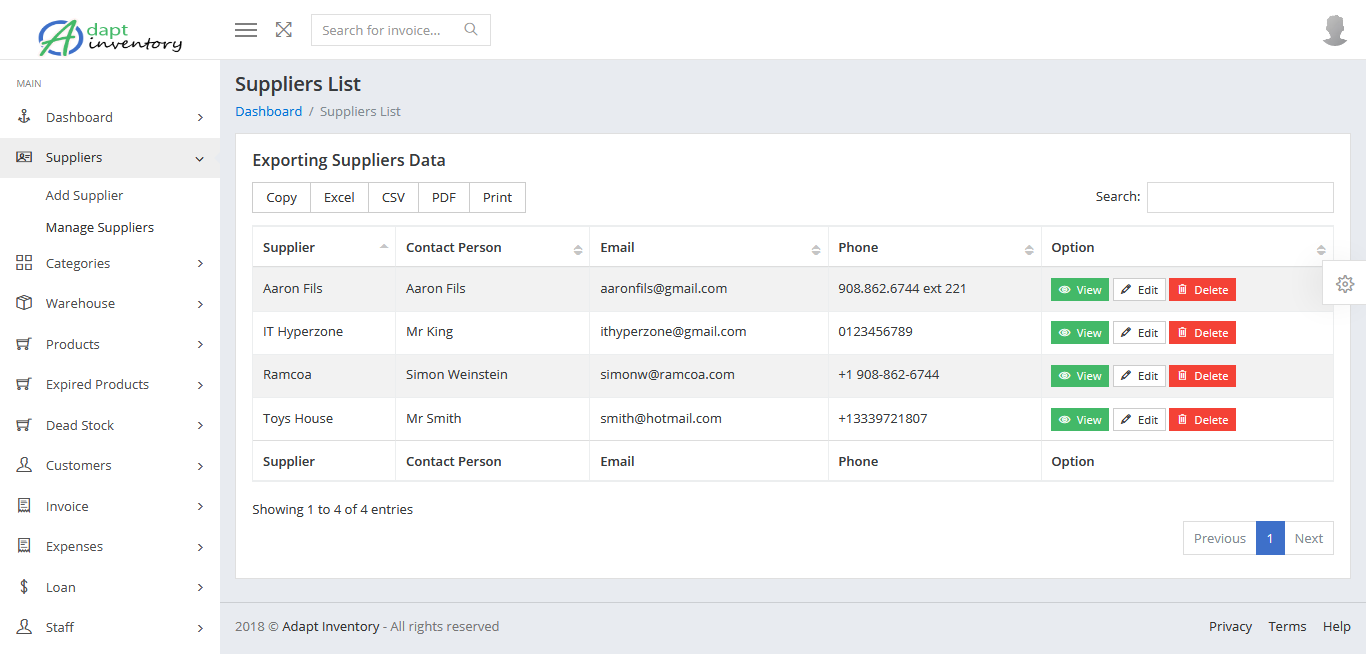 Adapt inventory
Search for invoice...
MAIN
Dashboard
Suppliers
Add Supplier
Manage Suppliers
Categories
Warehouse
Products
Expired Products
Dead Stock
Customers
Invoice
Expenses
Loan
Staff
Suppliers List
Dashboard / Suppliers List
Exporting Suppliers Data
Copy Excel CSV PDF Print Search:
Supplier Contact Person Email Phone Option
Aaron Fils Aaron Fils aaronfils@gmail.com 908.862.6744 ext 221 View Edit Delete
IT Hyperzone Mr King ithyperzone@gmail.com 0123456789 View Edit Delete
Ramcoa Simon Weinstein simonw@ramcoa.com +1 908-862-6744 View Edit Delete
Toys House Mr Smith smith@hotmail.com +13339721807 View Edit Delete
Supplier Contact Person Email Phone Option
Showing 1 to 4 of 4 entries
Previous 1 Next
2018 © Adapt Inventory - All rights reserved Privacy Terms Help